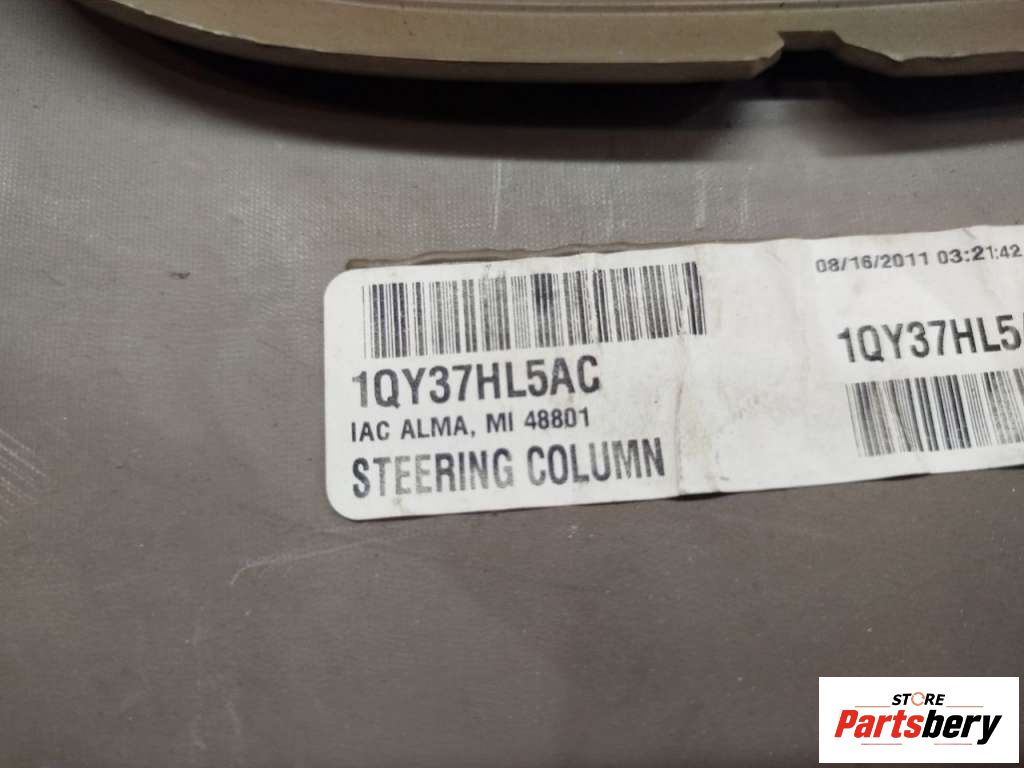 1QY37HL5AC
IAC ALMA, MI 48801
STEERING COLUMN
08/16/2011 03:21:42
1QY37HL5
STORE
Partsbery